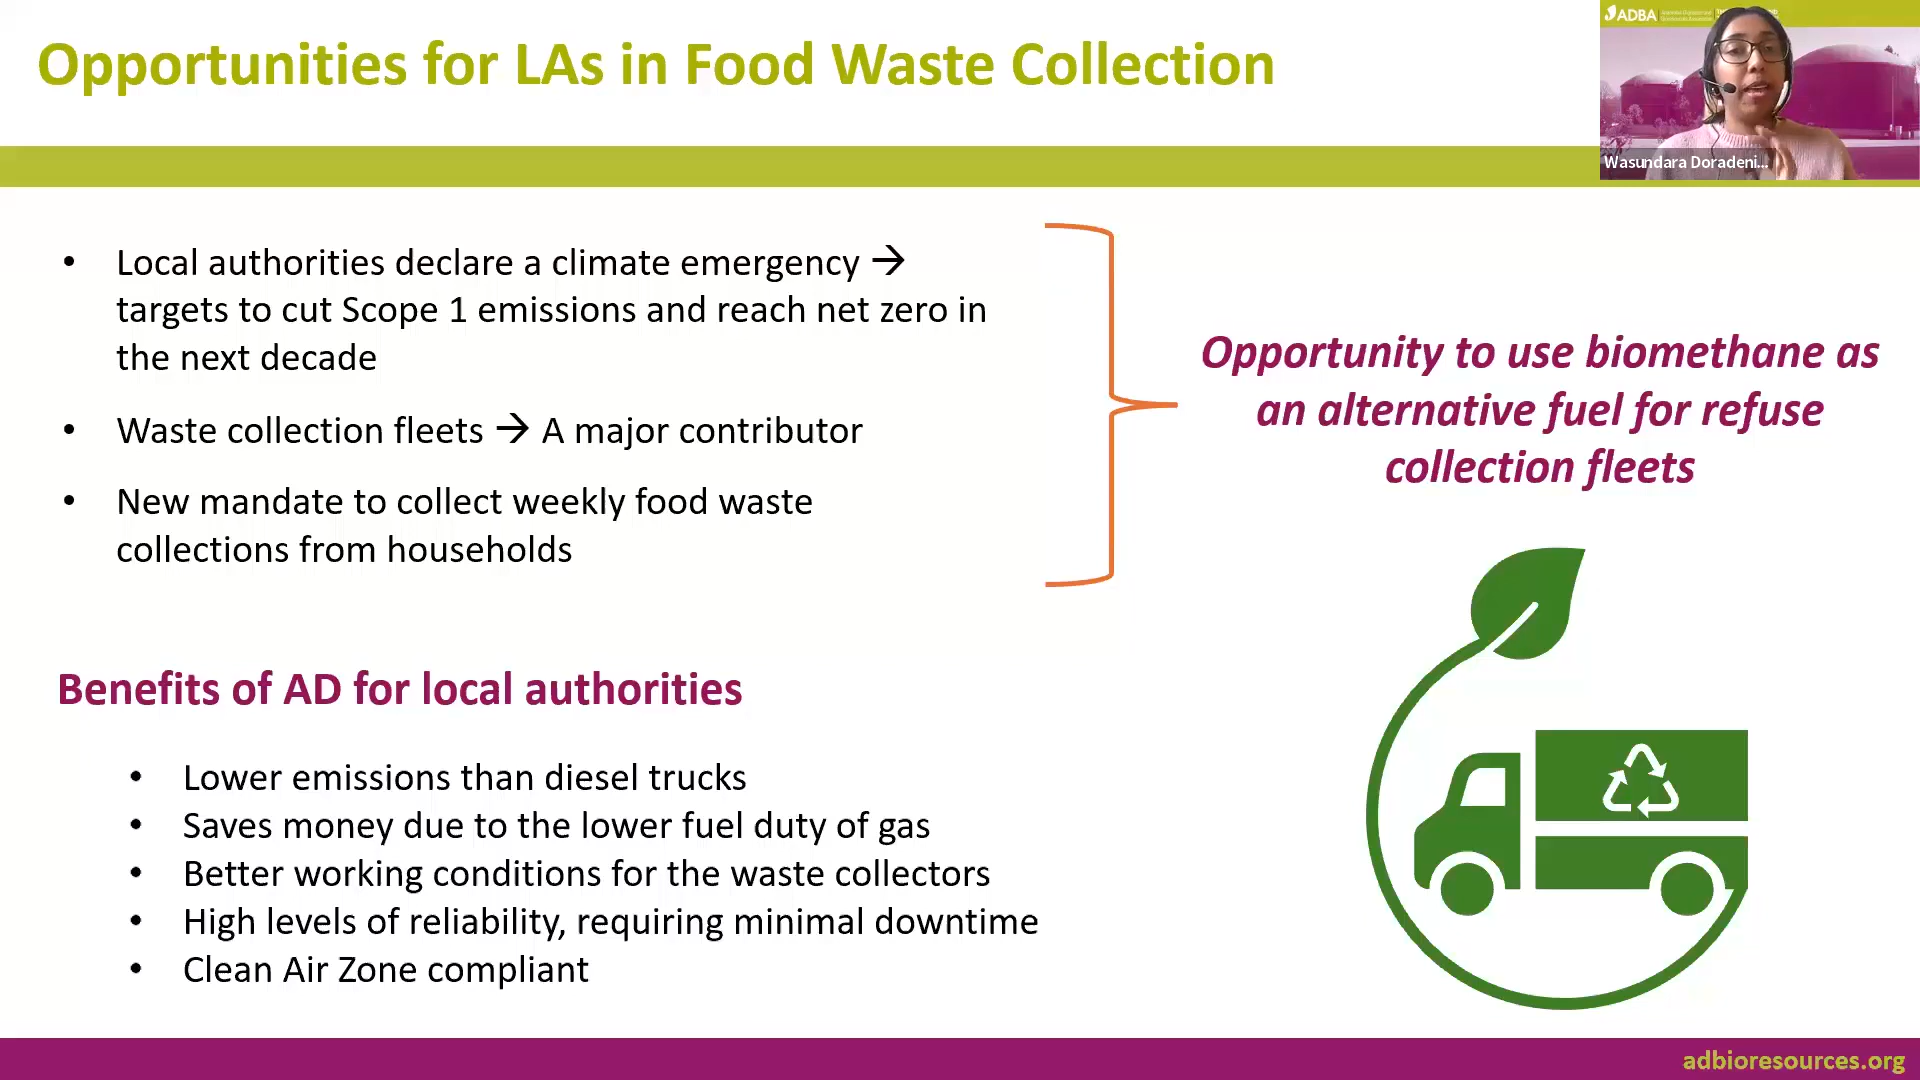 Opportunities for LAs in Food Waste Collection
ADBA
Wasundara Doradeni...
• Local authorities declare a climate emergency →
targets to cut Scope 1 emissions and reach net zero in
the next decade
• Waste collection fleets → A major contributor
• New mandate to collect weekly food waste
collections from households
Opportunity to use biomethane as
an alternative fuel for refuse
collection fleets
Benefits of AD for local authorities
• Lower emissions than diesel trucks
• Saves money due to the lower fuel duty of gas
• Better working conditions for the waste collectors
• High levels of reliability, requiring minimal downtime
• Clean Air Zone compliant
adbioresources.org